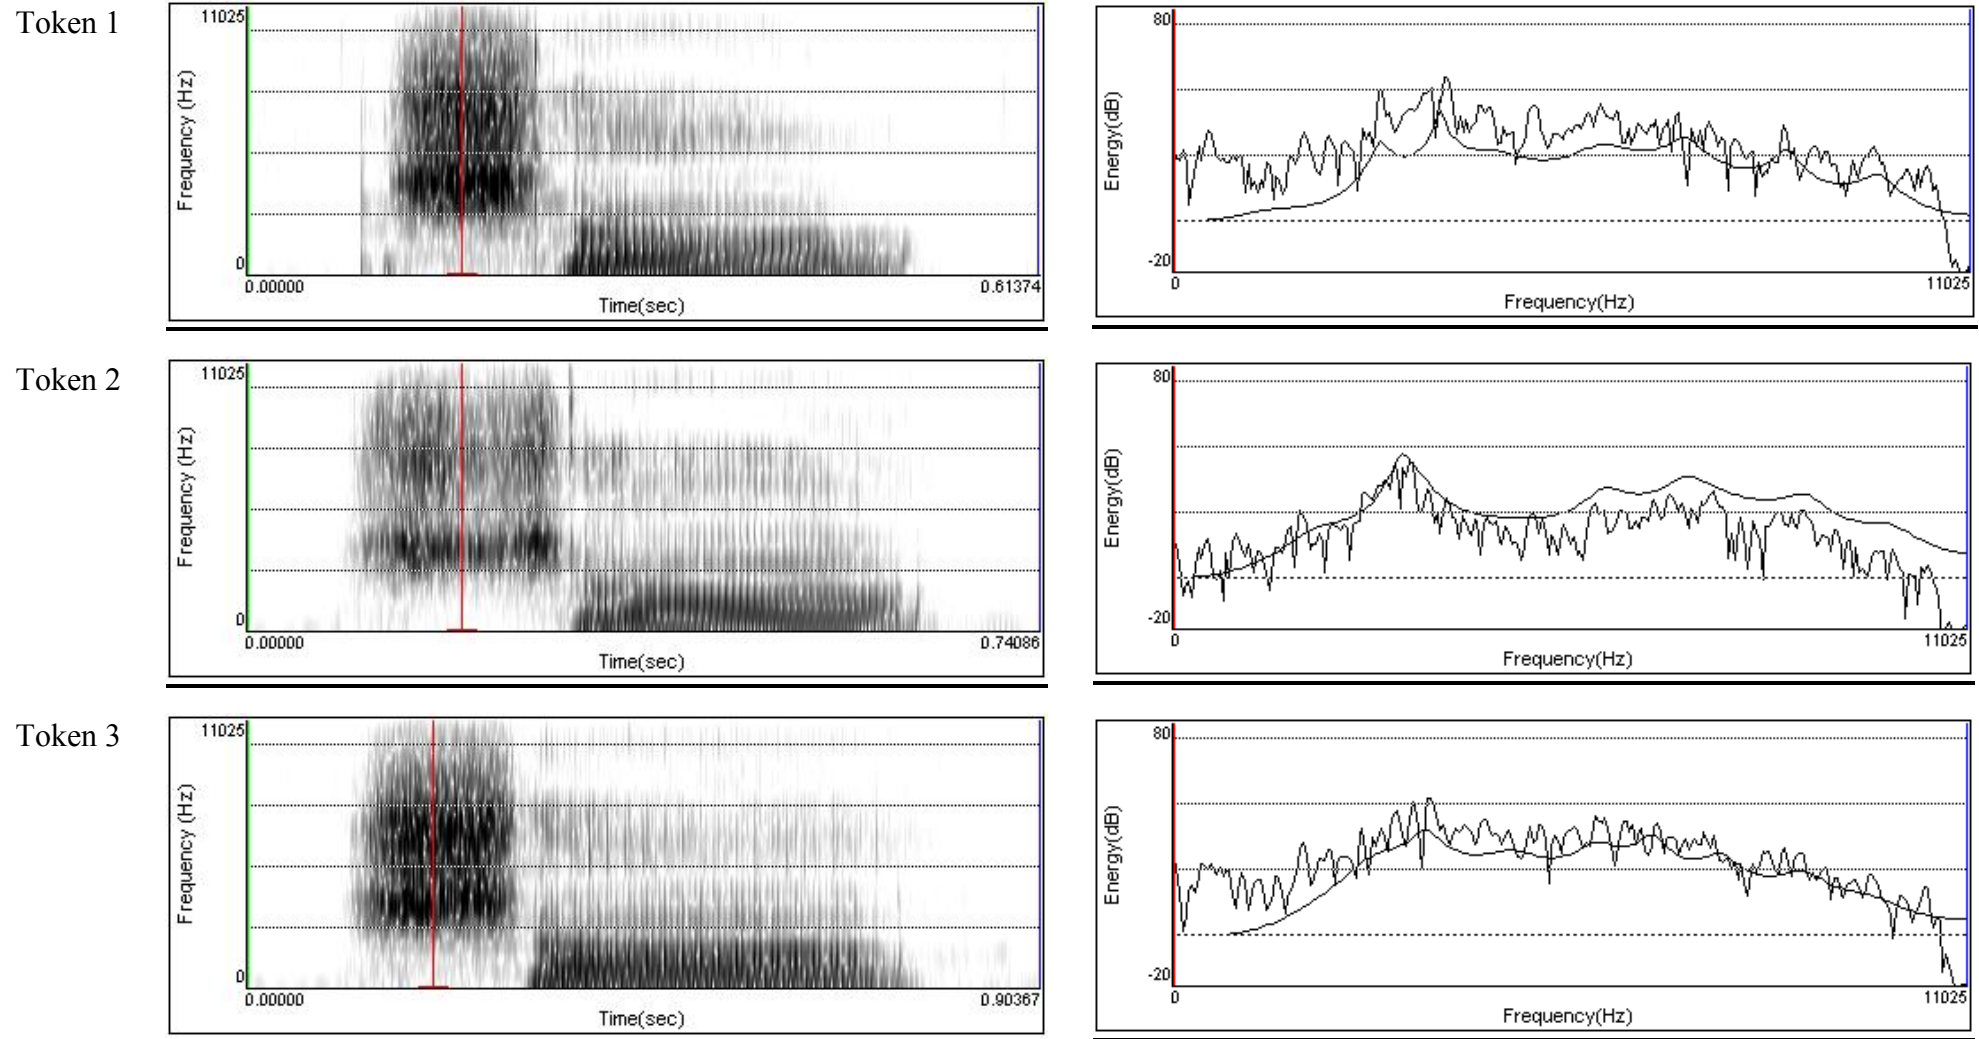 Token 1
11025
Frequency (Hz)
0
0.00000
0.61374
Time(sec)
80
Energy(dB)
-20
0
11025
Frequency(Hz)
Token 2
11025
Frequency (Hz)
0
0.00000
0.74086
Time(sec)
80
Energy(dB)
-20
0
11025
Frequency(Hz)
Token 3
11025
Frequency (Hz)
0
0.00000
0.90367
Time(sec)
80
Energy(dB)
-20
0
11025
Frequency(Hz)